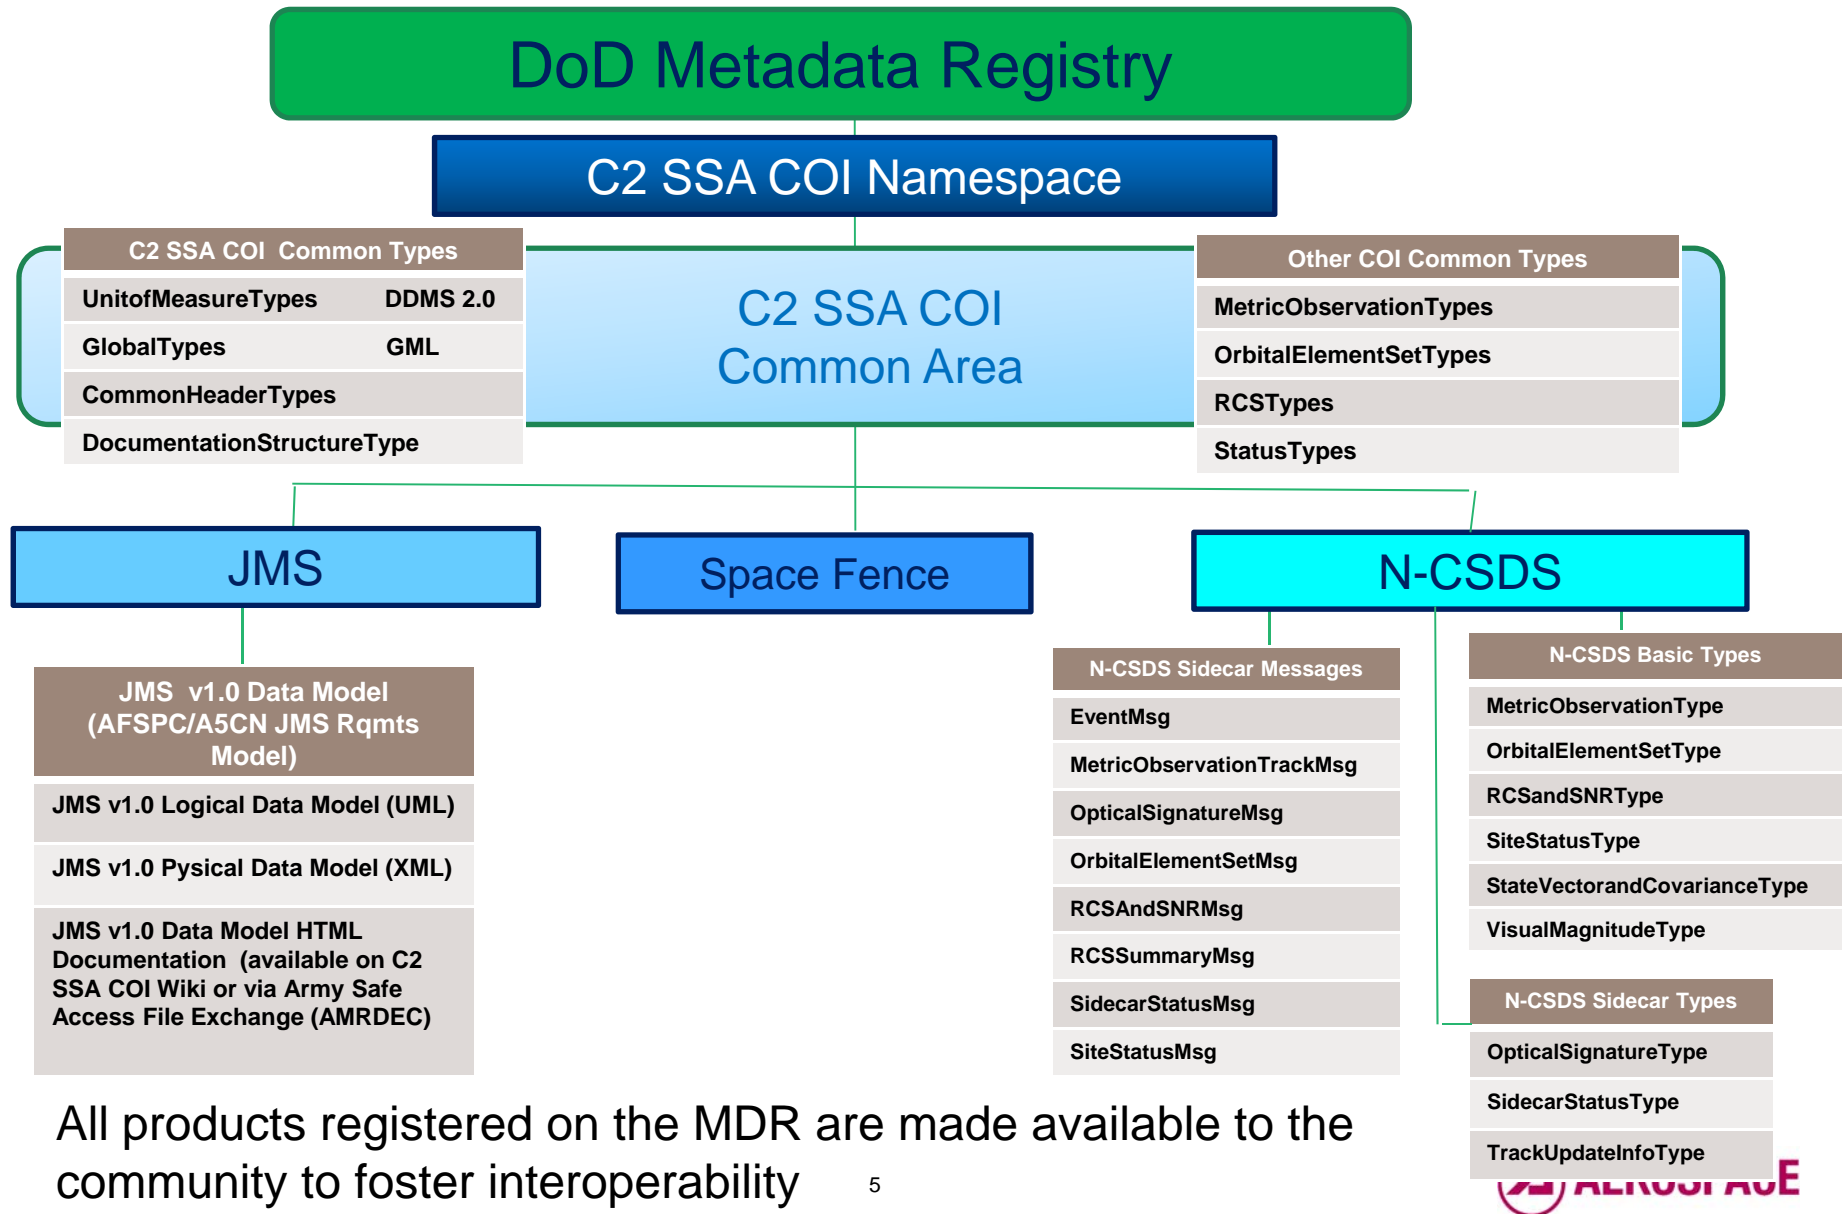 DoD Metadata Registry
C2 SSA COI Namespace
C2 SSA COI  Common Types
UnitofMeasureTypes DDMS 2.0
GlobalTypes GML
CommonHeaderTypes
DocumentationStructureType
C2 SSA COI
Common Area
Other COI Common Types
MetricObservationTypes
OrbitalElementSetTypes
RCSTypes
StatusTypes
JMS
Space Fence
N-CSDS
JMS  v1.0 Data Model
(AFSPC/A5CN JMS Rqmts
Model)
JMS v1.0 Logical Data Model (UML)
JMS v1.0 Pysical Data Model (XML)
JMS v1.0 Data Model HTML
Documentation  (available on C2
SSA COI Wiki or via Army Safe
Access File Exchange (AMRDEC)
N-CSDS Sidecar Messages
EventMsg
MetricObservationTrackMsg
OpticalSignatureMsg
OrbitalElementSetMsg
RCSAndSNRMsg
RCSSummaryMsg
SidecarStatusMsg
SiteStatusMsg
N-CSDS Basic Types
MetricObservationType
OrbitalElementSetType
RCSandSNRType
SiteStatusType
StateVectorandCovarianceType
VisualMagnitudeType
N-CSDS Sidecar Types
OpticalSignatureType
SidecarStatusType
TrackUpdateInfoType
All products registered on the MDR are made available to the
community to foster interoperability
5
AEROSPACE